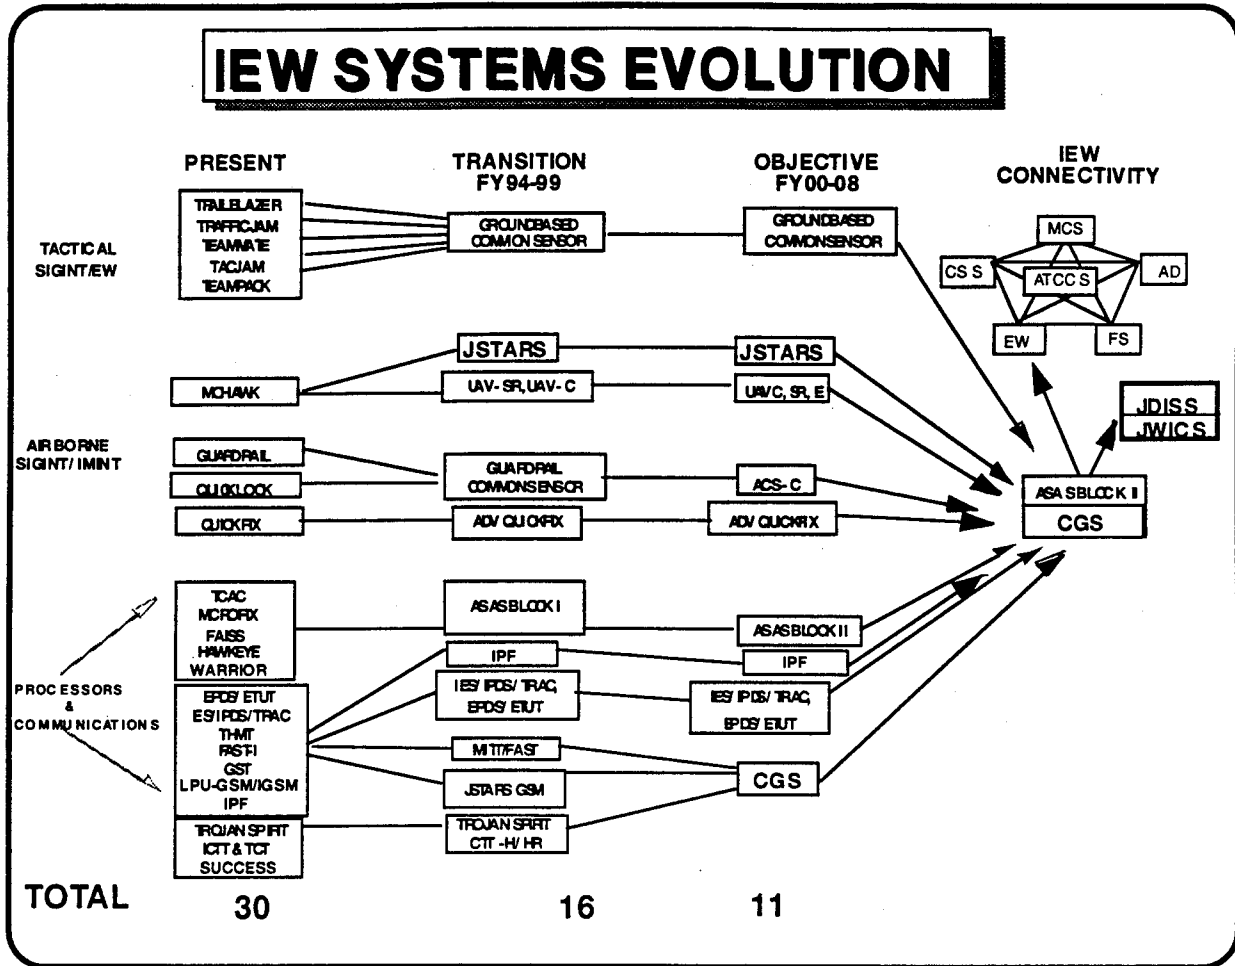 IEW SYSTEMS EVOLUTION
PRESENT
TRANSITION
FY94-99
OBJECTIVE
FY00-08
IEW
CONNECTIVITY
TACTICAL
SIGINT/EW
TRAILBLAZER
TRAFFICJAM
TEAMMATE
TACJAM
TEAMPACK
GROUNDBASED
COMMON SENSOR
GROUNDBASED
COMMONSENSOR
MCS
CSS
ATCCS
AD
EW
FS
AIRBORNE
SIGINT/IMINT
MOHAWK
JSTARS
UAV-SR, UAV-C
JSTARS
UAVC, SR, E
JDISS
JWICS
GUARDRAIL
QUICKLOOK
QUICKFIX
GUARDRAIL
COMMONSENSOR
ADV QUICKFIX
ACS-C
ADV QUICKFIX
ASAS BLOCK II
CGS
PROCESSORS
&
COMMUNICATIONS
TCAC
MICROFIX
FAISS
HAWKEYE
WARRIOR
ASAS BLOCK I
ASAS BLOCK II
IPF
IPF
EPDS/ ETUT
ES/IPDS/TRAC
THMT
FAST-I
GST
LPU-GSM/IGSM
IPF
IES/ IPDS/ TRAC,
EPDS/ ETUT
IES/ IPDS/ TRAC,
EPDS/ ETUT
MITT/FAST
JSTARS GSM
CGS
TROJAN SPIRIT
ICTT & TCT
SUCCESS
TROJAN SPIRIT
CTT -H/ HR
TOTAL
30
16
11